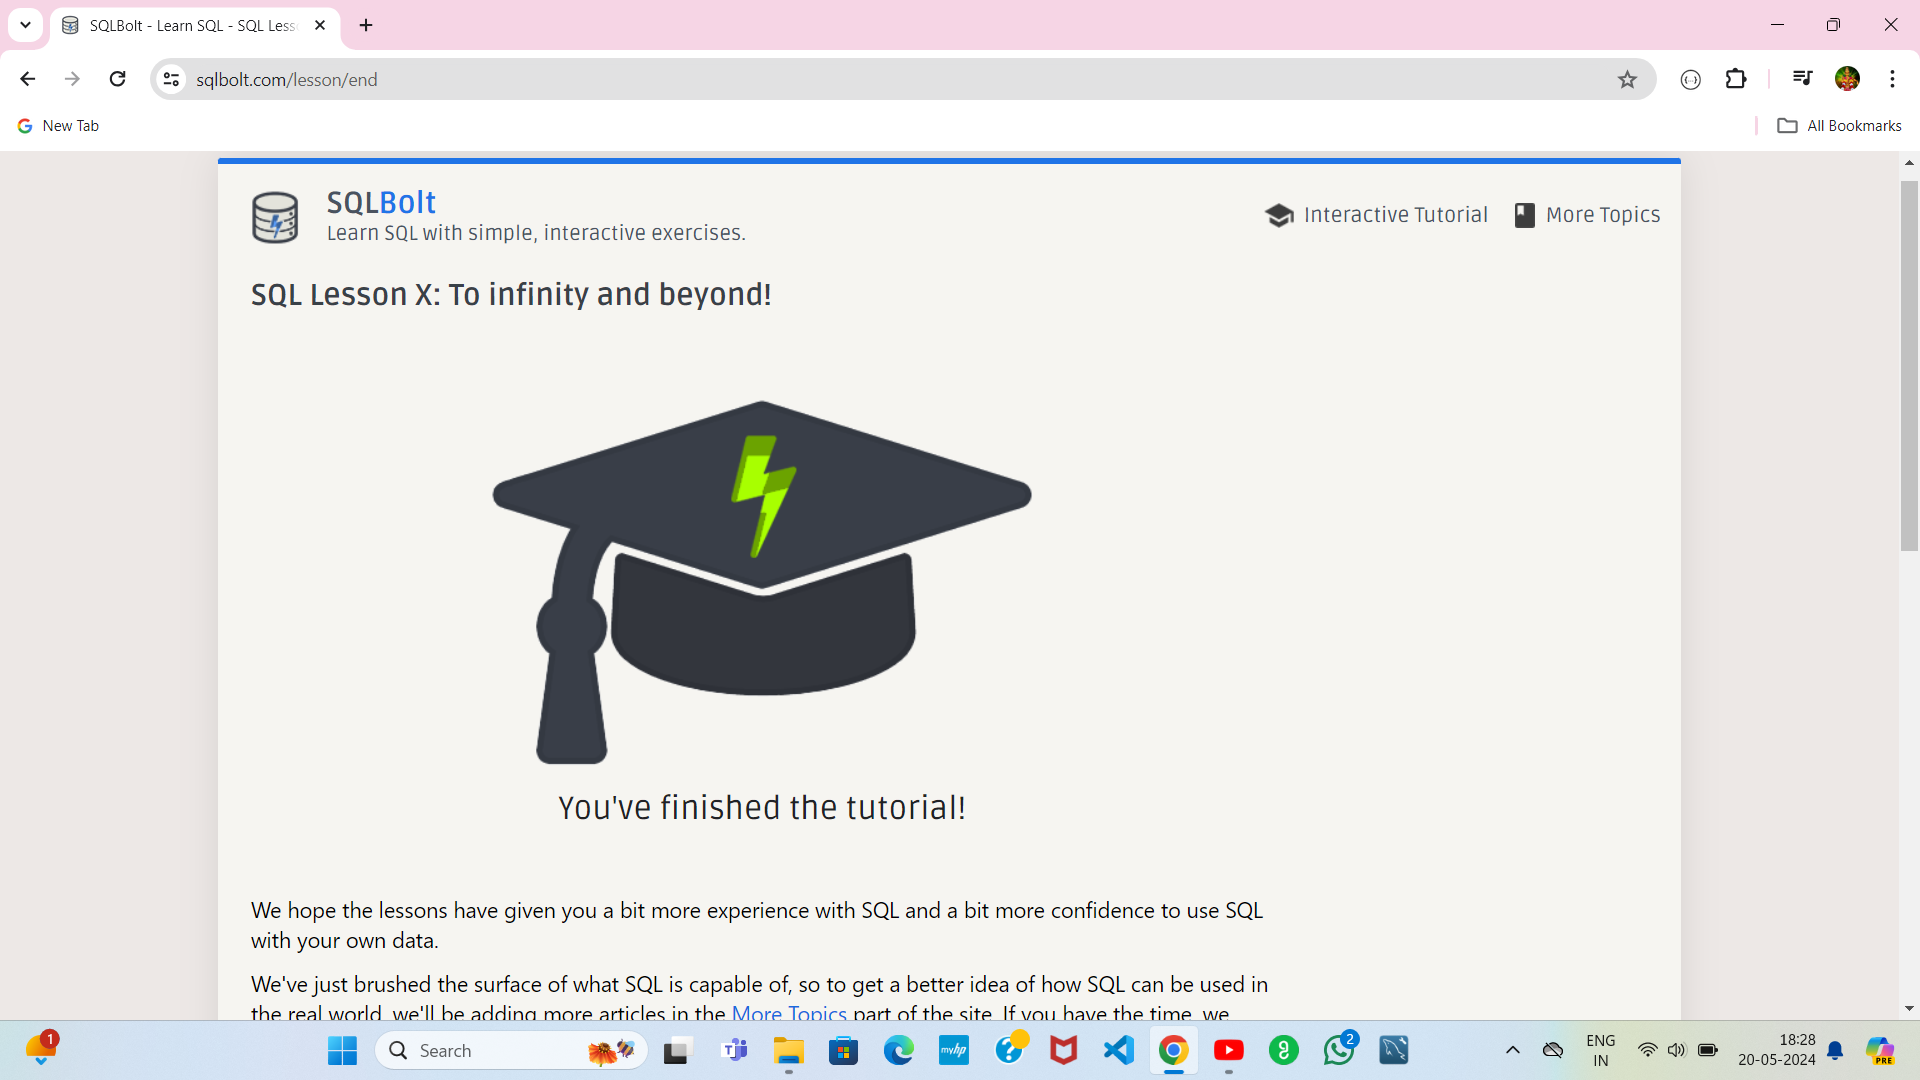 SQLBolt - Learn SQL - SQL Less
sqlbolt.com/lesson/end
New Tab
All Bookmarks
SQLBolt
Learn SQL with simple, interactive exercises.
Interactive Tutorial
More Topics
SQL Lesson X: To infinity and beyond!
You've finished the tutorial!
We hope the lessons have given you a bit more experience with SQL and a bit more confidence to use SQL
with your own data.
We've just brushed the surface of what SQL is capable of, so to get a better idea of how SQL can be used in
the real world, we'll be adding more articles in the More Topics part of the site. If you have the time, we
1
Search
myhp
2
ENG
IN
18:28
20-05-2024
PRE